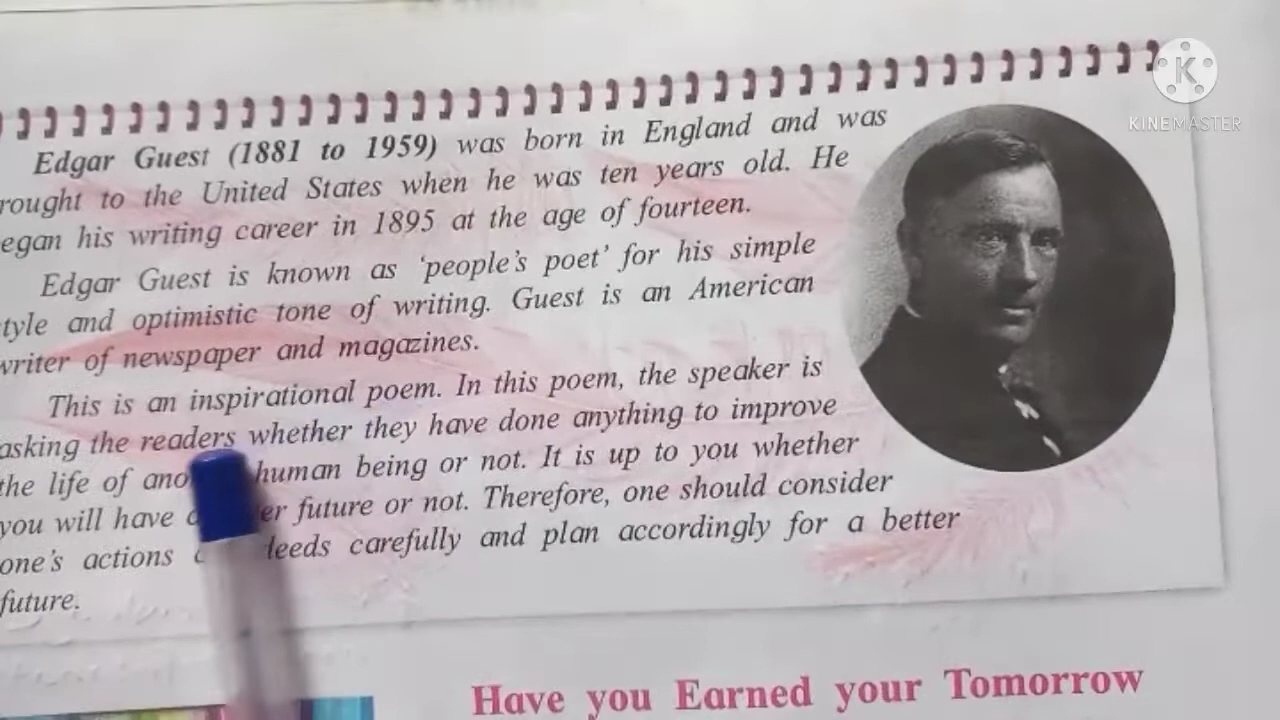 K
KINEMASTER
Edgar Guest (1881 to 1959) was born in England and was
rought to the United States when he was ten years old. He
egan his writing career in 1895 at the age of fourteen.
Edgar Guest is known as 'people's poet' for his simple
tyle and optimistic tone of writing. Guest is an American
writer of newspaper and magazines.
This is an inspirational poem. In this poem, the speaker is
asking the readers whether they have done anything to improve
the life of ano human being or not. It is up to you whether
you will have er future or not. Therefore, one should consider
one's actions deeds carefully and plan accordingly for a better
future.
Have you Earned your Tomorrow